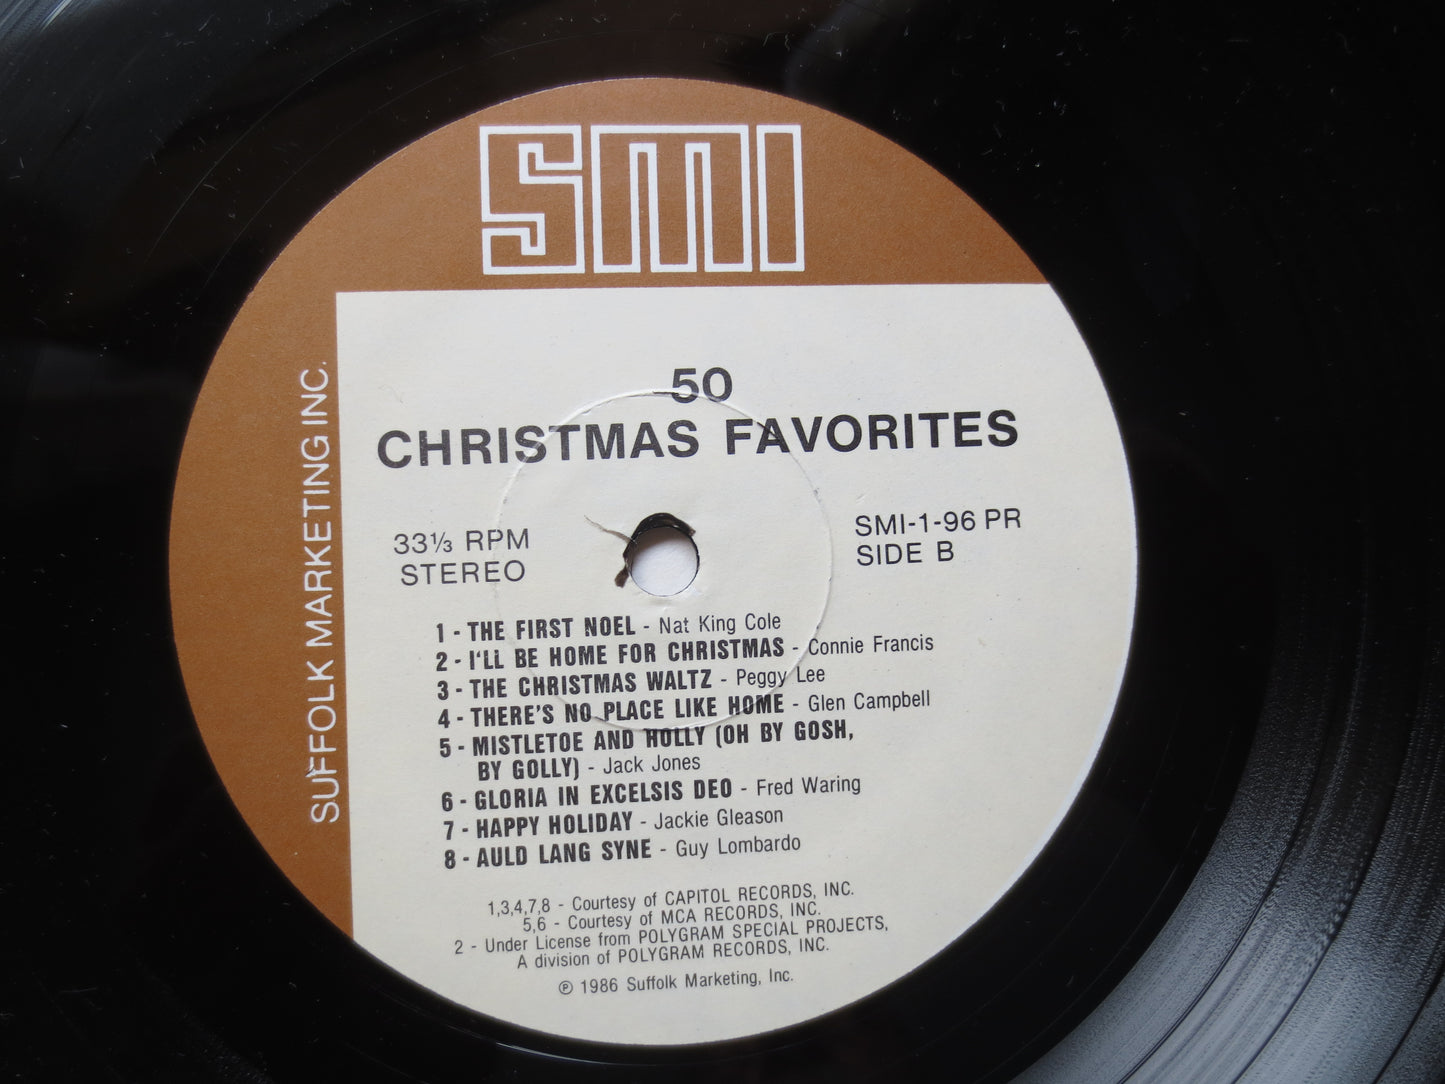 SMI
SUFFOLK MARKETING INC.
50
CHRISTMAS FAVORITES
33⅓ RPM
STEREO
SMI-1-96 PR
SIDE B
1 - THE FIRST NOEL - Nat King Cole
2 - I'LL BE HOME FOR CHRISTMAS - Connie Francis
3 - THE CHRISTMAS WALTZ - Peggy Lee
4 - THERE'S NO PLACE LIKE HOME - Glen Campbell
5 - MISTLETOE AND HOLLY (OH BY GOSH,
BY GOLLY) - Jack Jones
6 - GLORIA IN EXCELSIS DEO - Fred Waring
7 - HAPPY HOLIDAY - Jackie Gleason
8 - AULD LANG SYNE - Guy Lombardo
1,3,4,7,8 - Courtesy of CAPITOL RECORDS, INC.
5,6 - Courtesy of MCA RECORDS, INC.
2 - Under License from POLYGRAM SPECIAL PROJECTS,
A division of POLYGRAM RECORDS, INC.
℗ 1986 Suffolk Marketing, Inc.